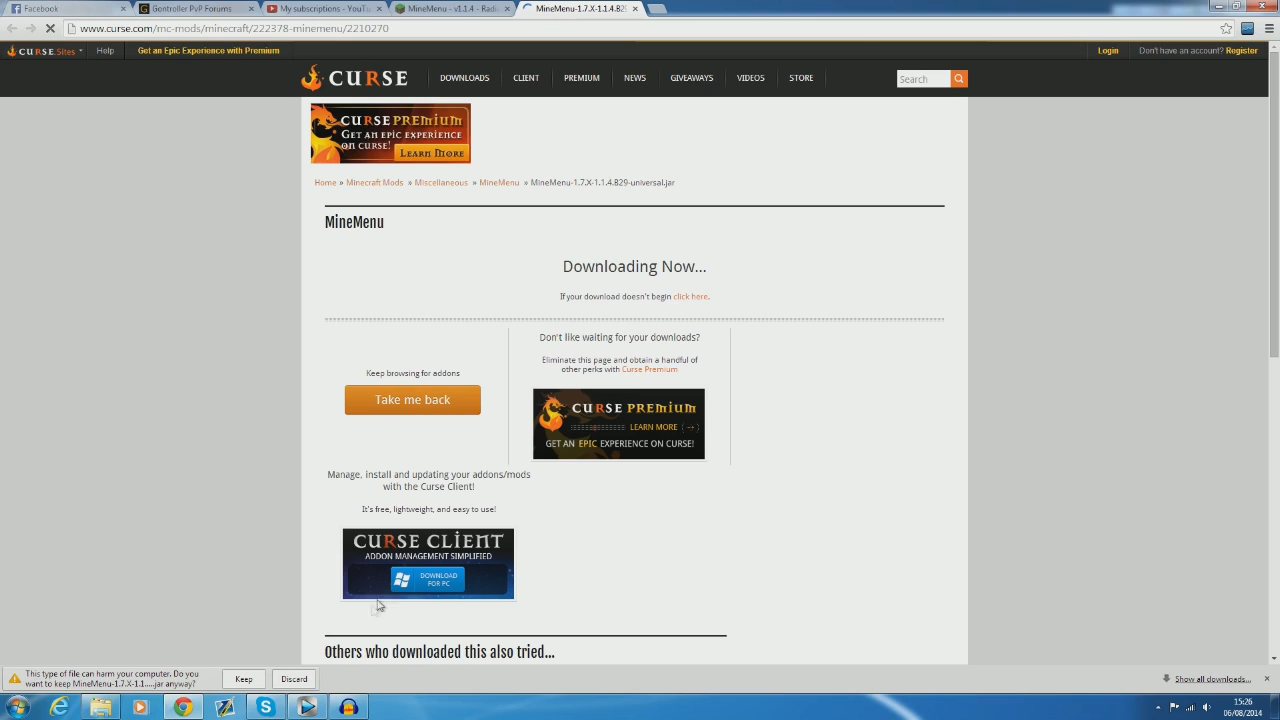 Facebook
Gontroller PvP Forums
My subscriptions - YouTu
MineMenu - v1.1.4 - Radi
MineMenu-1.7.X-1.1.4.B29-
www.curse.com/mc-mods/minecraft/222378-minemenu/2210270
CURSE Sites
Help
Get an Epic Experience with Premium
Login
Don't have an account? Register
CURSE
DOWNLOADS
CLIENT
PREMIUM
NEWS
GIVEAWAYS
VIDEOS
STORE
Search
CURSE PREMIUM
GET AN EPIC EXPERIENCE
ON CURSE!
LEARN MORE
Home » Minecraft Mods » Miscellaneous » MineMenu » MineMenu-1.7.X-1.1.4.B29-universal.jar
MineMenu
Downloading Now...
If your download doesn't begin click here.
Don't like waiting for your downloads?
Eliminate this page and obtain a handful of
other perks with Curse Premium
Keep browsing for addons
Take me back
CURSE PREMIUM
LEARN MORE
GET AN EPIC EXPERIENCE ON CURSE!
Manage, install and updating your addons/mods
with the Curse Client!
It's free, lightweight, and easy to use!
CURSE CLIENT
ADDON MANAGEMENT SIMPLIFIED
DOWNLOAD
FOR PC
Others who downloaded this also tried...
This type of file can harm your computer. Do you
want to keep MineMenu-1.7.X-1.1.....jar anyway?
Keep
Discard
Show all downloads...
15:26
06/08/2014